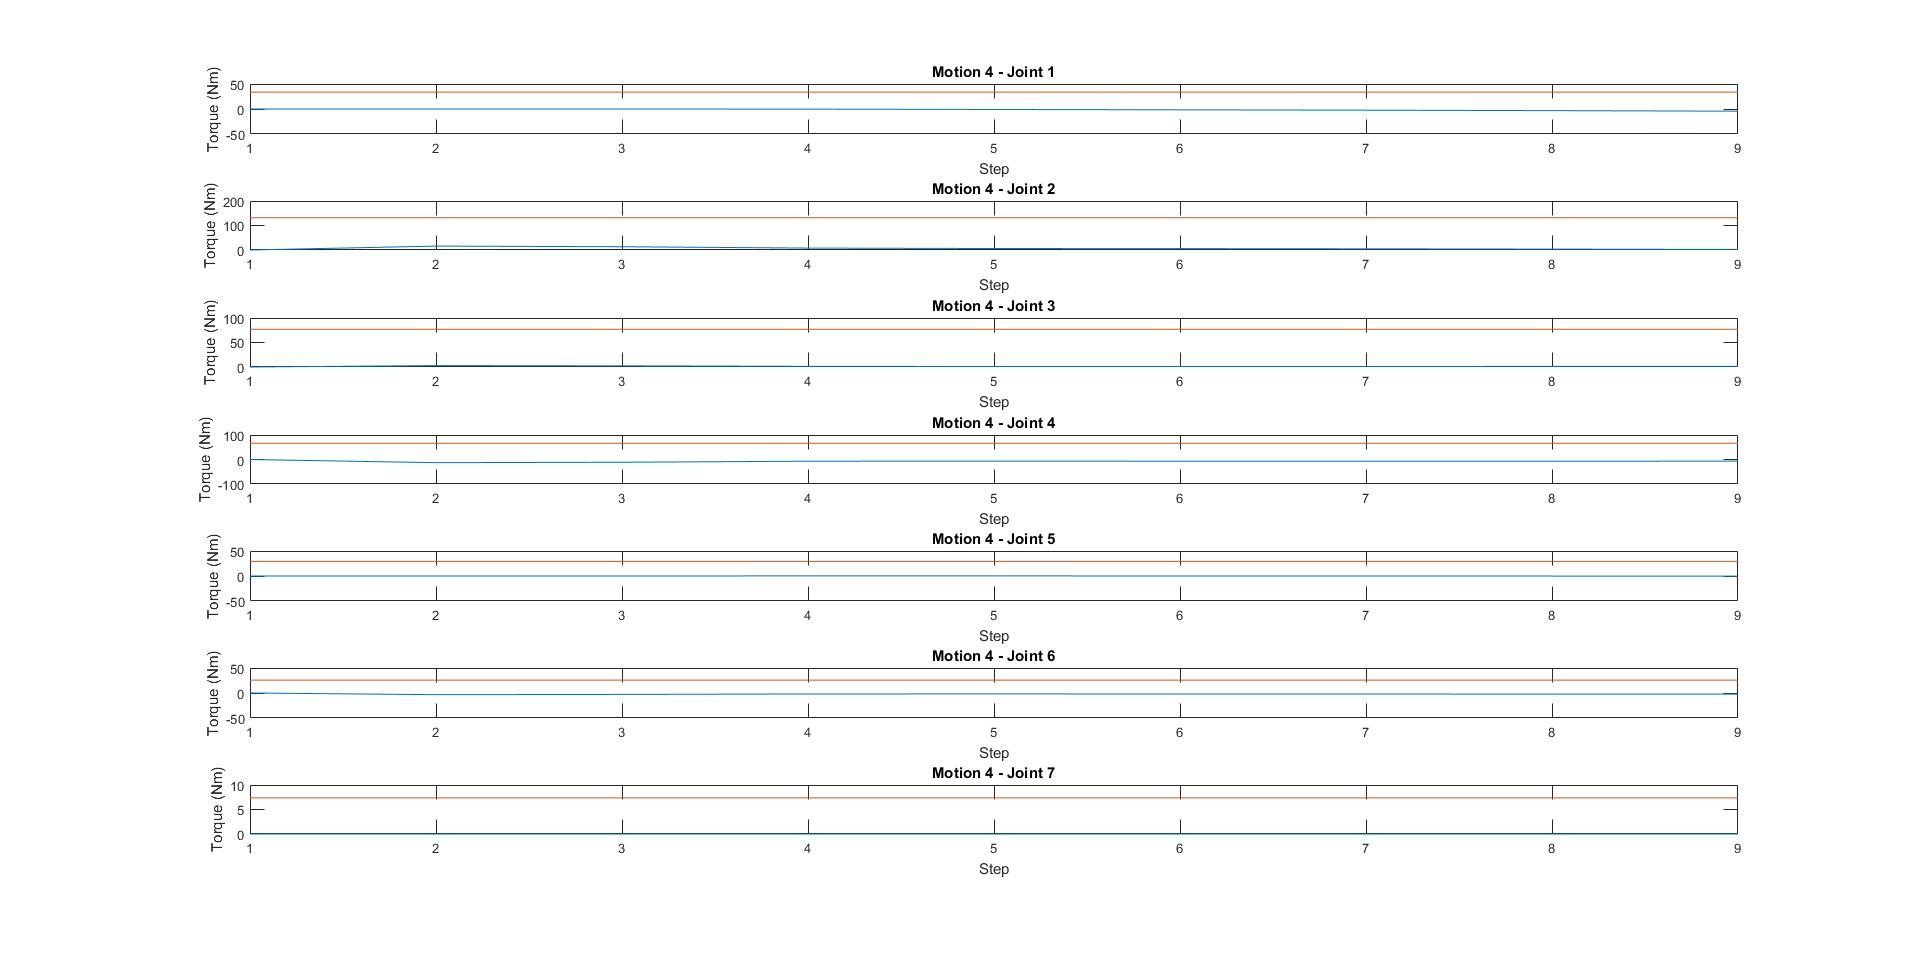 Motion 4 - Joint 1
Torque (Nm)
50
0
-50
1 2 3 4 5 6 7 8 9
Step
Motion 4 - Joint 2
Torque (Nm)
200
100
0
1 2 3 4 5 6 7 8 9
Step
Motion 4 - Joint 3
Torque (Nm)
100
50
0
1 2 3 4 5 6 7 8 9
Step
Motion 4 - Joint 4
Torque (Nm)
100
0
-100
1 2 3 4 5 6 7 8 9
Step
Motion 4 - Joint 5
Torque (Nm)
50
0
-50
1 2 3 4 5 6 7 8 9
Step
Motion 4 - Joint 6
Torque (Nm)
50
0
-50
1 2 3 4 5 6 7 8 9
Step
Motion 4 - Joint 7
Torque (Nm)
10
5
0
1 2 3 4 5 6 7 8 9
Step